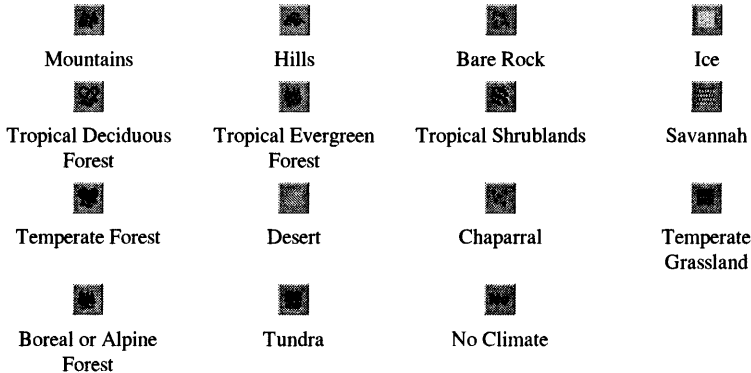 Mountains Hills Bare Rock Ice
Tropical Deciduous Tropical Evergreen Tropical Shrublands Savannah
Forest Forest
Temperate Forest Desert Chaparral Temperate
Grassland
Boreal or Alpine Tundra No Climate
Forest